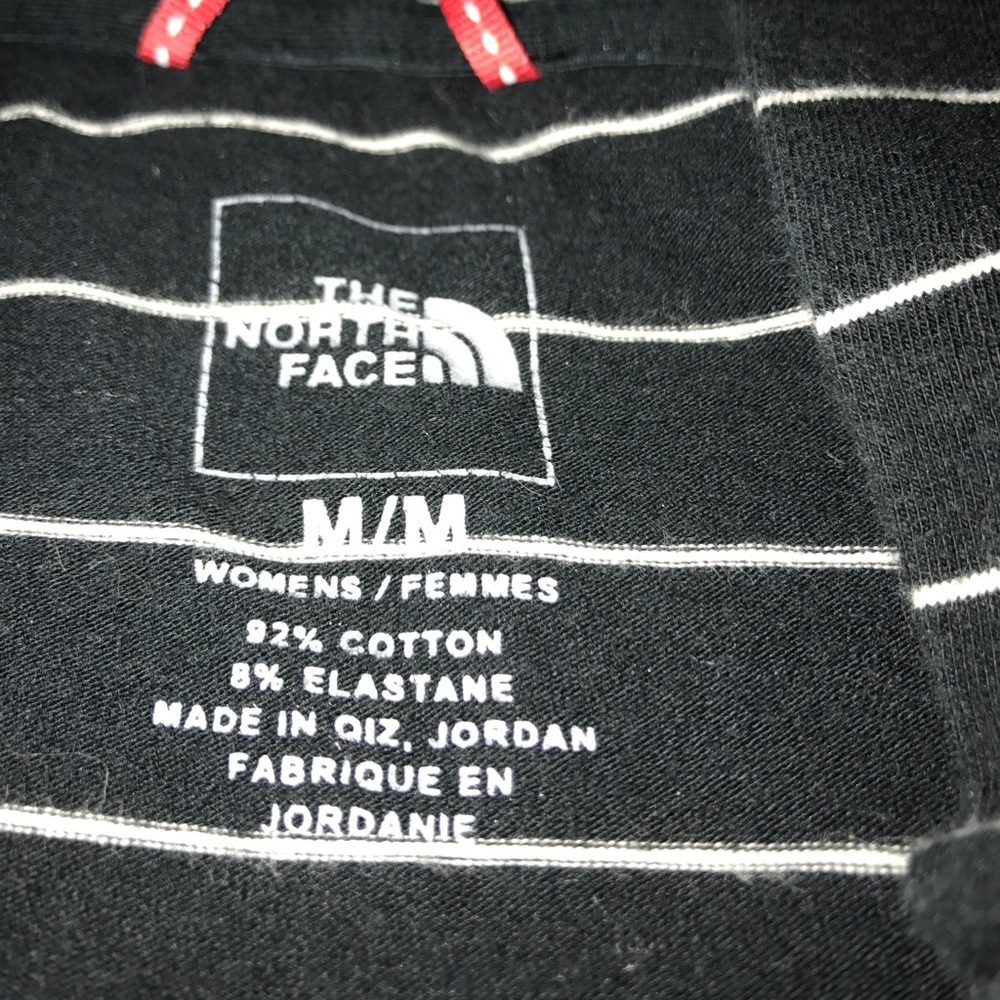 THE
NORTH
FACE
M/M
WOMENS / FEMMES
92% COTTON
8% ELASTANE
MADE IN QIZ, JORDAN
FABRIQUE EN
JORDANIE